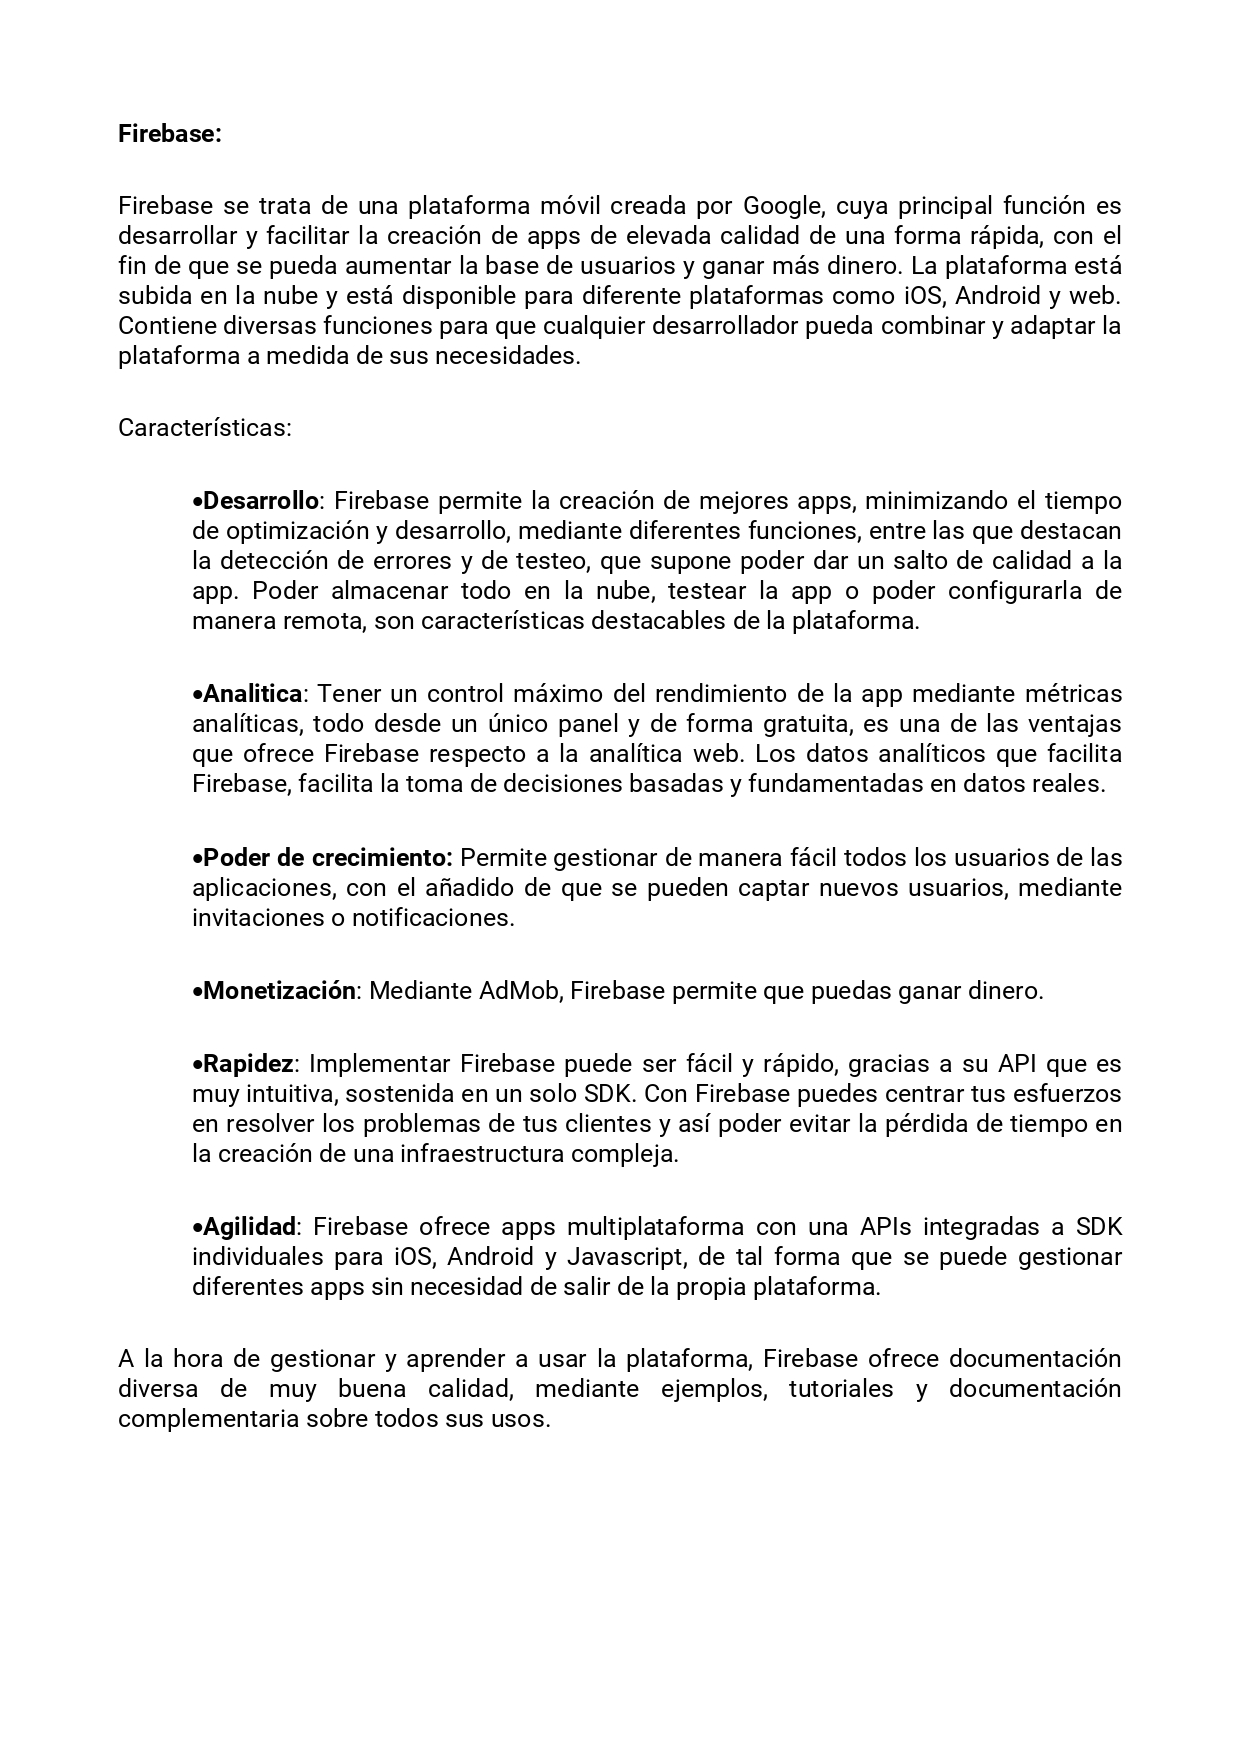 Firebase:
Firebase se trata de una plataforma móvil creada por Google, cuya principal función es
desarrollar y facilitar la creación de apps de elevada calidad de una forma rápida, con el
fin de que se pueda aumentar la base de usuarios y ganar más dinero. La plataforma está
subida en la nube y está disponible para diferente plataformas como iOS, Android y web.
Contiene diversas funciones para que cualquier desarrollador pueda combinar y adaptar la
plataforma a medida de sus necesidades.
Características:
•Desarrollo: Firebase permite la creación de mejores apps, minimizando el tiempo
de optimización y desarrollo, mediante diferentes funciones, entre las que destacan
la detección de errores y de testeo, que supone poder dar un salto de calidad a la
app. Poder almacenar todo en la nube, testear la app o poder configurarla de
manera remota, son características destacables de la plataforma.
•Analitica: Tener un control máximo del rendimiento de la app mediante métricas
analíticas, todo desde un único panel y de forma gratuita, es una de las ventajas
que ofrece Firebase respecto a la analítica web. Los datos analíticos que facilita
Firebase, facilita la toma de decisiones basadas y fundamentadas en datos reales.
•Poder de crecimiento: Permite gestionar de manera fácil todos los usuarios de las
aplicaciones, con el añadido de que se pueden captar nuevos usuarios, mediante
invitaciones o notificaciones.
•Monetización: Mediante AdMob, Firebase permite que puedas ganar dinero.
•Rapidez: Implementar Firebase puede ser fácil y rápido, gracias a su API que es
muy intuitiva, sostenida en un solo SDK. Con Firebase puedes centrar tus esfuerzos
en resolver los problemas de tus clientes y así poder evitar la pérdida de tiempo en
la creación de una infraestructura compleja.
•Agilidad: Firebase ofrece apps multiplataforma con una APIs integradas a SDK
individuales para iOS, Android y Javascript, de tal forma que se puede gestionar
diferentes apps sin necesidad de salir de la propia plataforma.
A la hora de gestionar y aprender a usar la plataforma, Firebase ofrece documentación
diversa de muy buena calidad, mediante ejemplos, tutoriales y documentación
complementaria sobre todos sus usos.